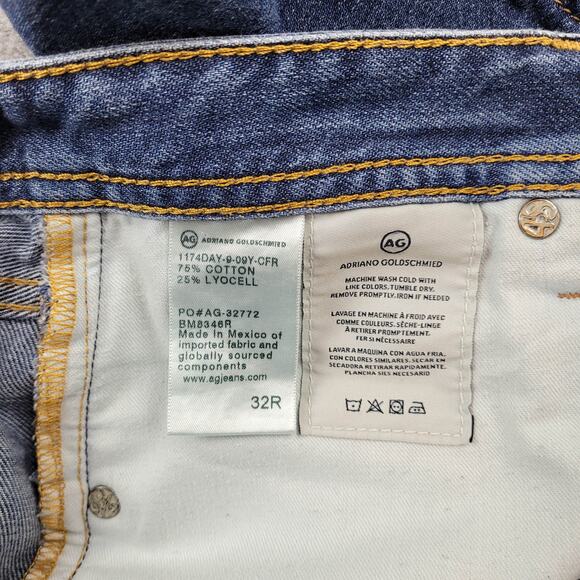 AG ADRIANO GOLDSCHMIED
1174DAY-9-09Y-CFR
75% COTTON
25% LYOCELL
PO#AG-32772
BM8346R
Made in Mexico of
imported fabric and
globally sourced
components
www.agjeans.com
32R
AG
ADRIANO GOLDSCHMIED
MACHINE WASH COLD WITH
LIKE COLORS. TUMBLE DRY.
REMOVE PROMPTLY. IRON IF NEEDED
LAVAGE EN MACHINE À FROID AVEC
COMME COULEURS. SÈCHE-LINGE
À RETIRER PROMPTEMENT.
FER SI NÉCESSAIRE
LAVAR A MAQUINA CON AGUA FRIA.
CON COLORES SIMILARES. SECAR EN
SECADORA RETIRAR RAPIDAMENTE.
PLANCHA SIES NECESARIO